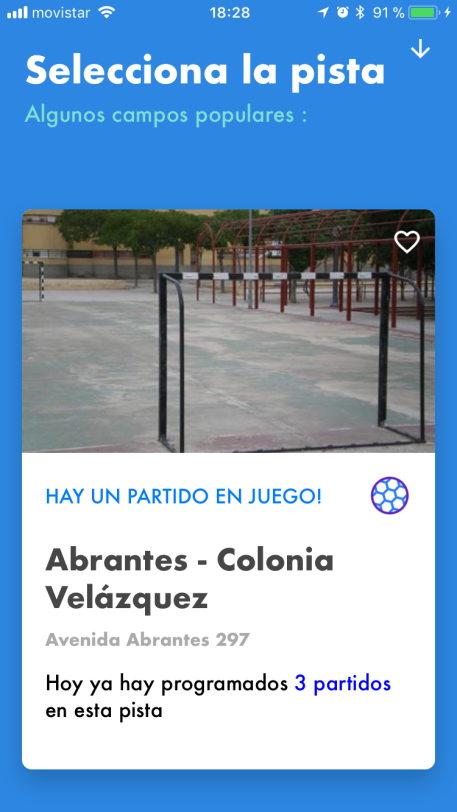 movistar 18:28 91 %
Selecciona la pista
Algunos campos populares :
HAY UN PARTIDO EN JUEGO!
Abrantes - Colonia
Velázquez
Avenida Abrantes 297
Hoy ya hay programados 3 partidos
en esta pista